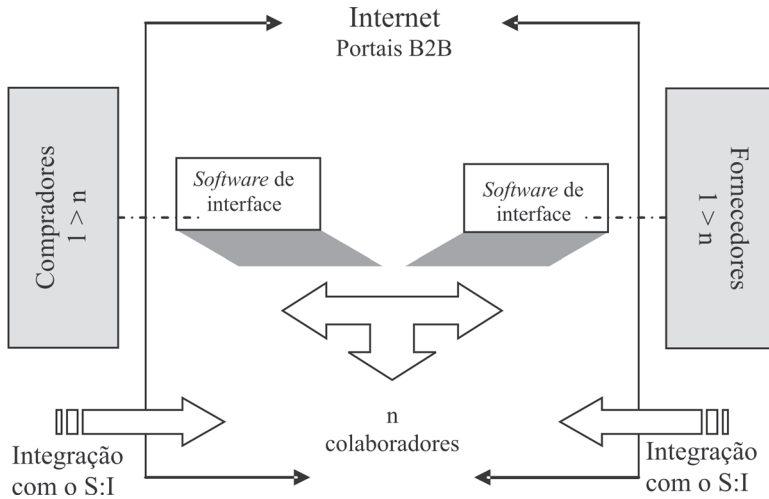 Internet
Portais B2B
Compradores
1 > n
Software de
interface
Software de
interface
Fornecedores
1 > n
n
colaboradores
Integração
com o S:I
Integração
com o S:I